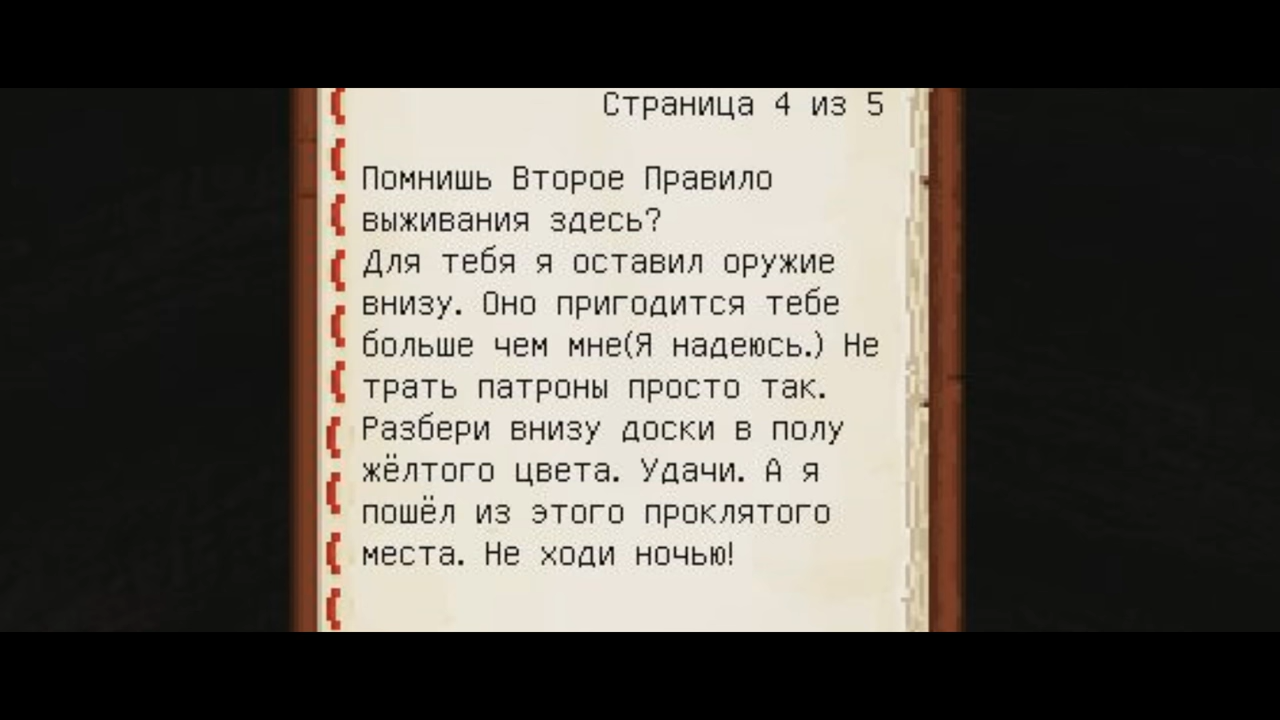 Страница 4 из 5
Помнишь Второе Правило
выживания здесь?
Для тебя я оставил оружие
внизу. Оно пригодится тебе
больше чем мне(Я надеюсь.) Не
трать патроны просто так.
Разбери внизу доски в полу
жёлтого цвета. Удачи. А я
пошёл из этого проклятого
места. Не ходи ночью!